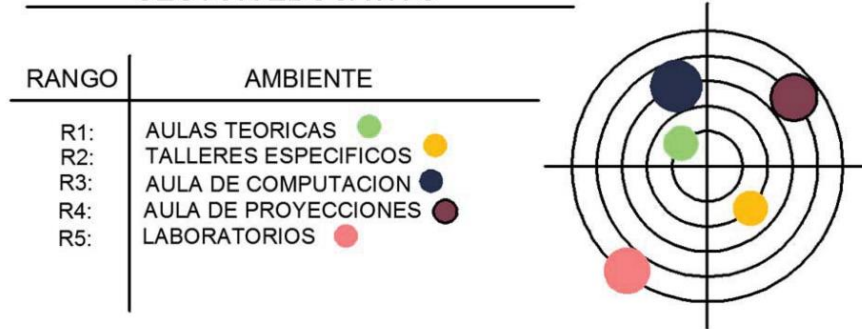 RANGO AMBIENTE
R1: AULAS TEORICAS
R2: TALLERES ESPECIFICOS
R3: AULA DE COMPUTACION
R4: AULA DE PROYECCIONES
R5: LABORATORIOS